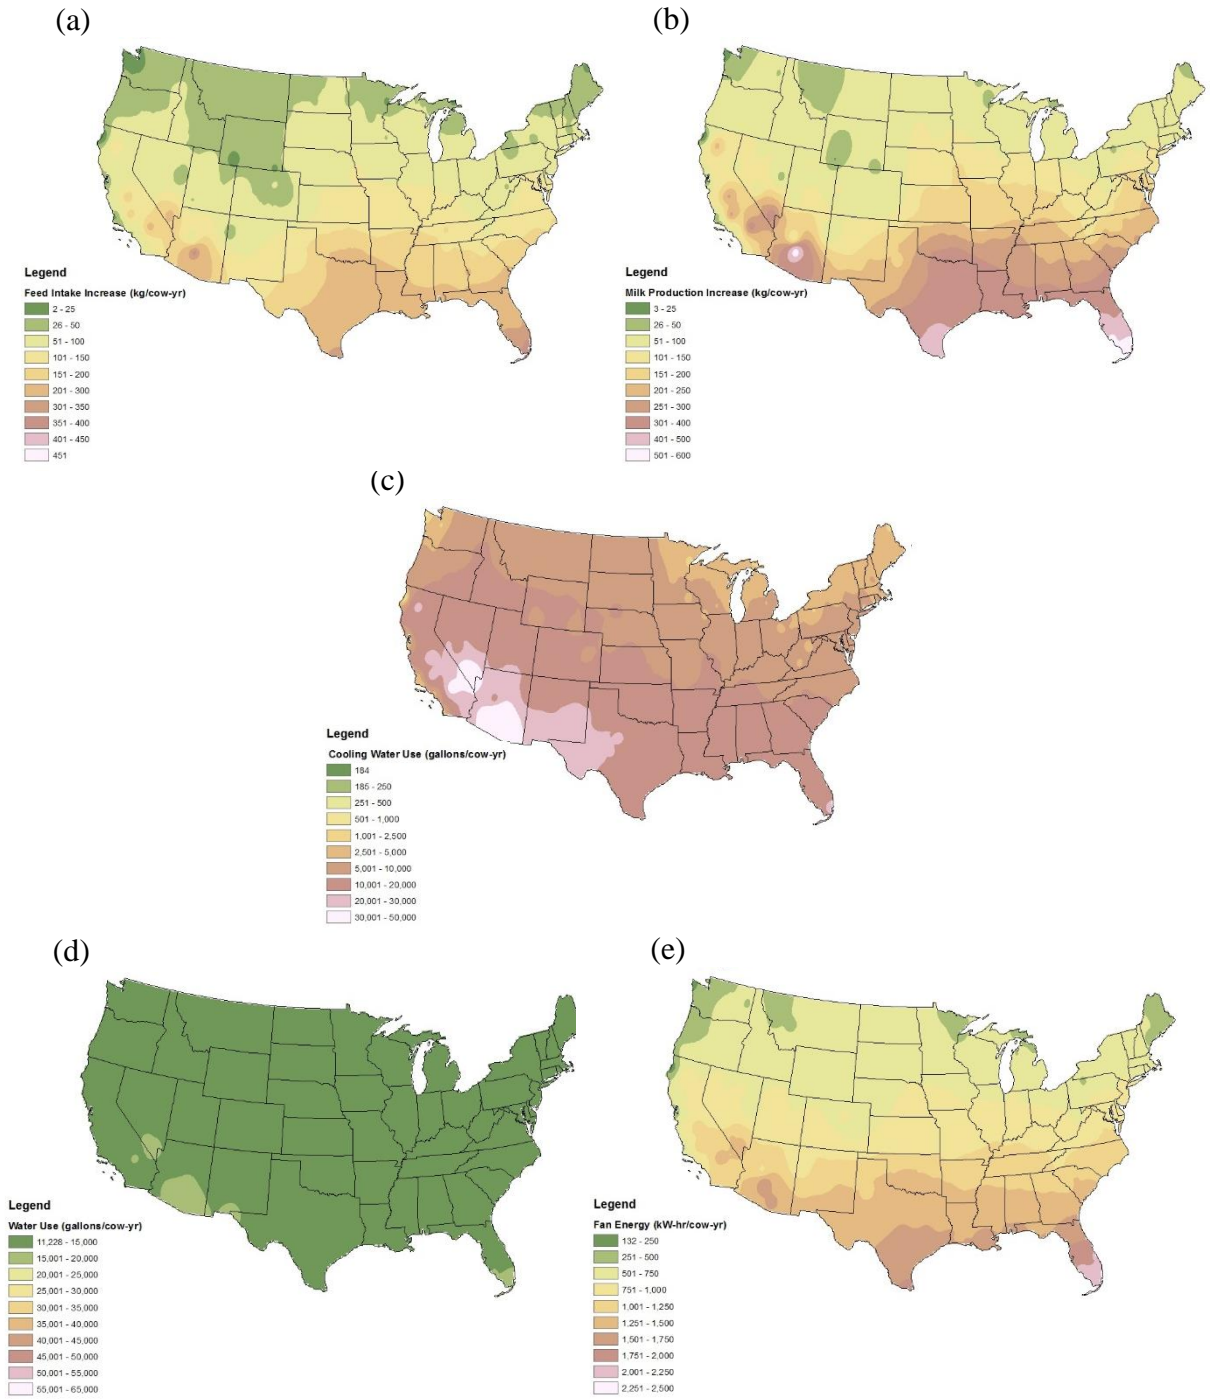 (a)
(b)
Legend
Feed Intake Increase (kg/cow-yr)
2 - 25
26 - 50
51 - 100
101 - 150
151 - 200
201 - 300
301 - 350
351 - 400
401 - 450
451
Legend
Milk Production Increase (kg/cow-yr)
3 - 25
26 - 50
51 - 100
101 - 150
151 - 200
201 - 250
251 - 300
301 - 400
401 - 500
501 - 600
(c)
Legend
Cooling Water Use (gallons/cow-yr)
184
185 - 250
251 - 500
501 - 1,000
1,001 - 2,500
2,501 - 5,000
5,001 - 10,000
10,001 - 20,000
20,001 - 30,000
30,001 - 50,000
(d)
(e)
Legend
Water Use (gallons/cow-yr)
11,228 - 15,000
15,001 - 20,000
20,001 - 25,000
25,001 - 30,000
30,001 - 35,000
35,001 - 40,000
40,001 - 45,000
45,001 - 50,000
50,001 - 55,000
55,001 - 65,000
Legend
Fan Energy (kW-hr/cow-yr)
132 - 250
251 - 500
501 - 750
751 - 1,000
1,001 - 1,250
1,251 - 1,500
1,501 - 1,750
1,751 - 2,000
2,001 - 2,250
2,251 - 2,500